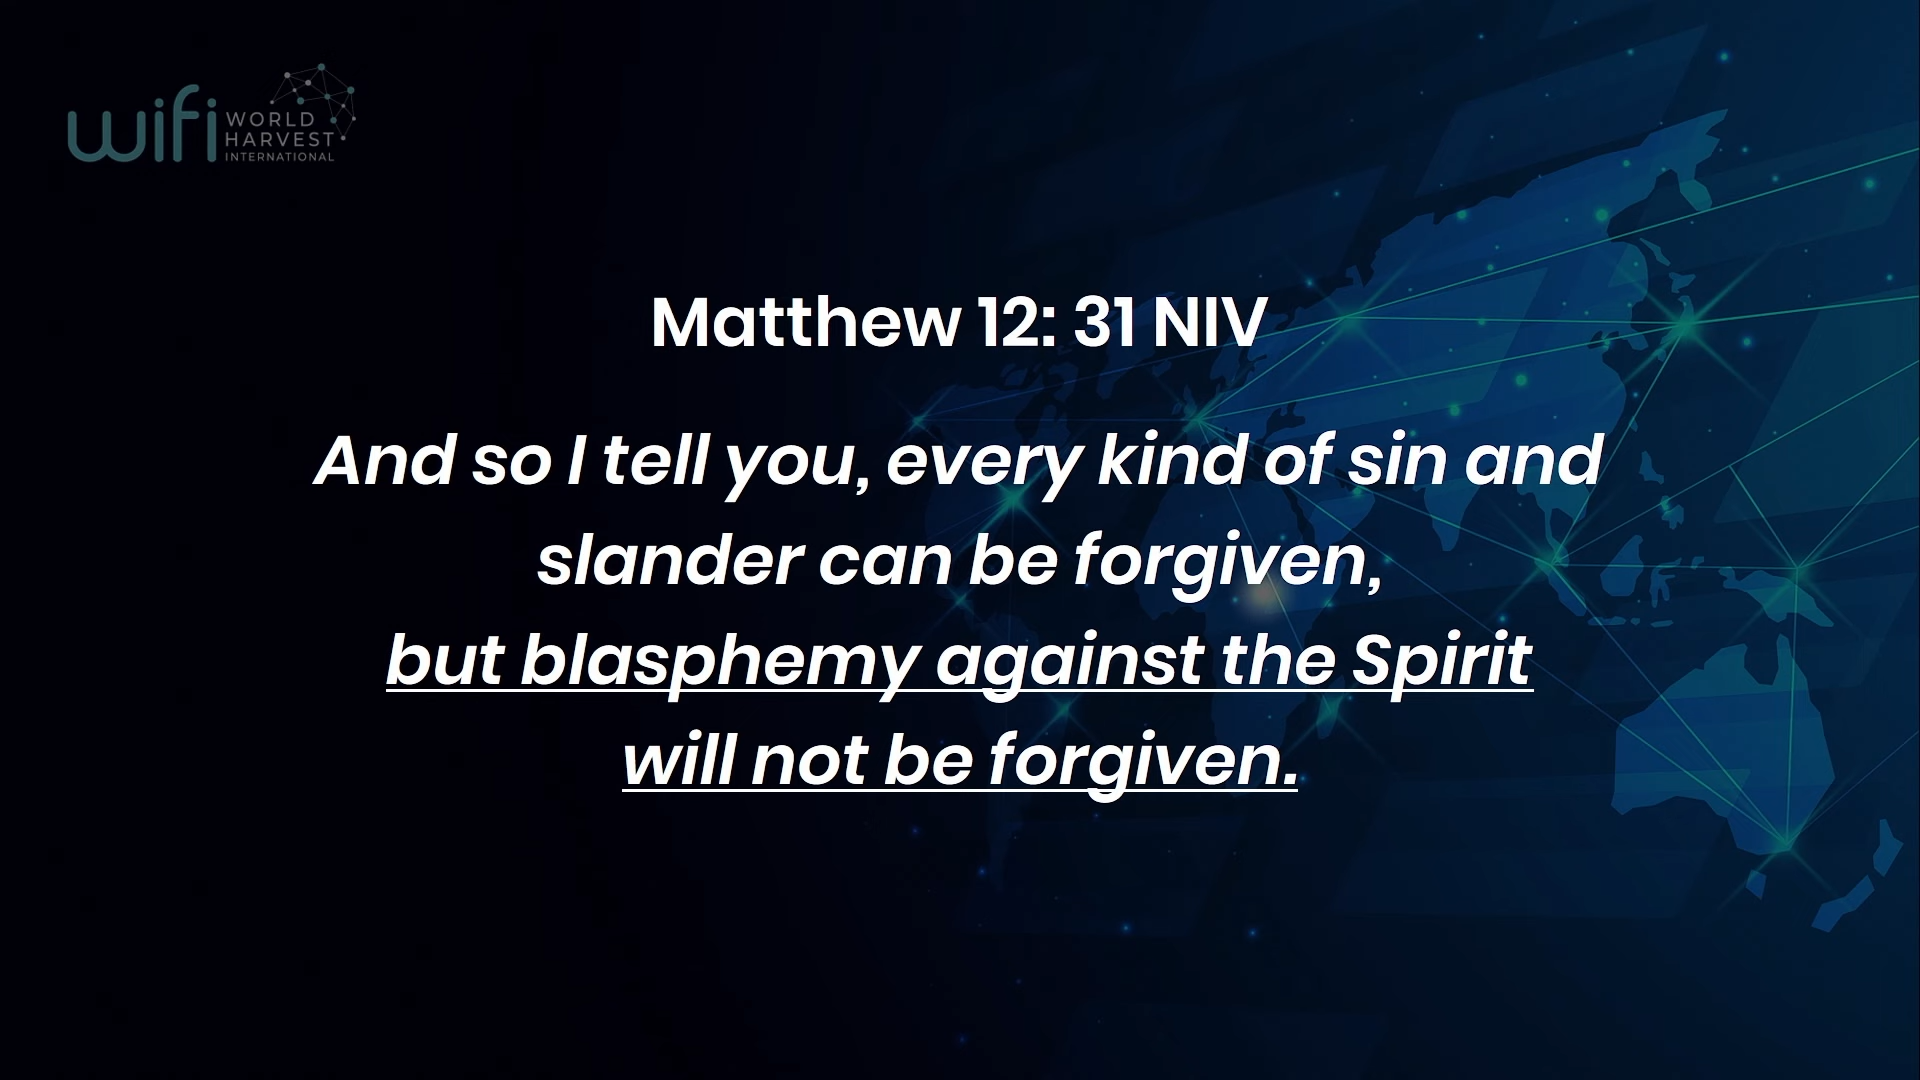 wifi WORLD
HARVEST
INTERNATIONAL
Matthew 12: 31 NIV
And so I tell you, every kind of sin and
slander can be forgiven,
but blasphemy against the Spirit
will not be forgiven.